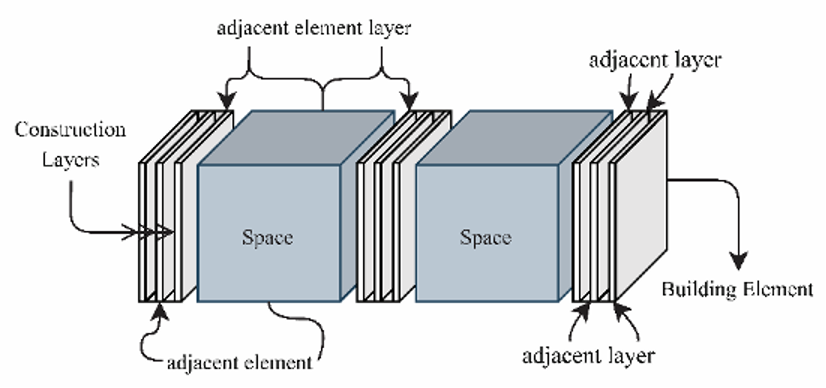 adjacent element layer
adjacent layer
Construction
Layers
Space
Space
Building Element
adjacent element
adjacent layer